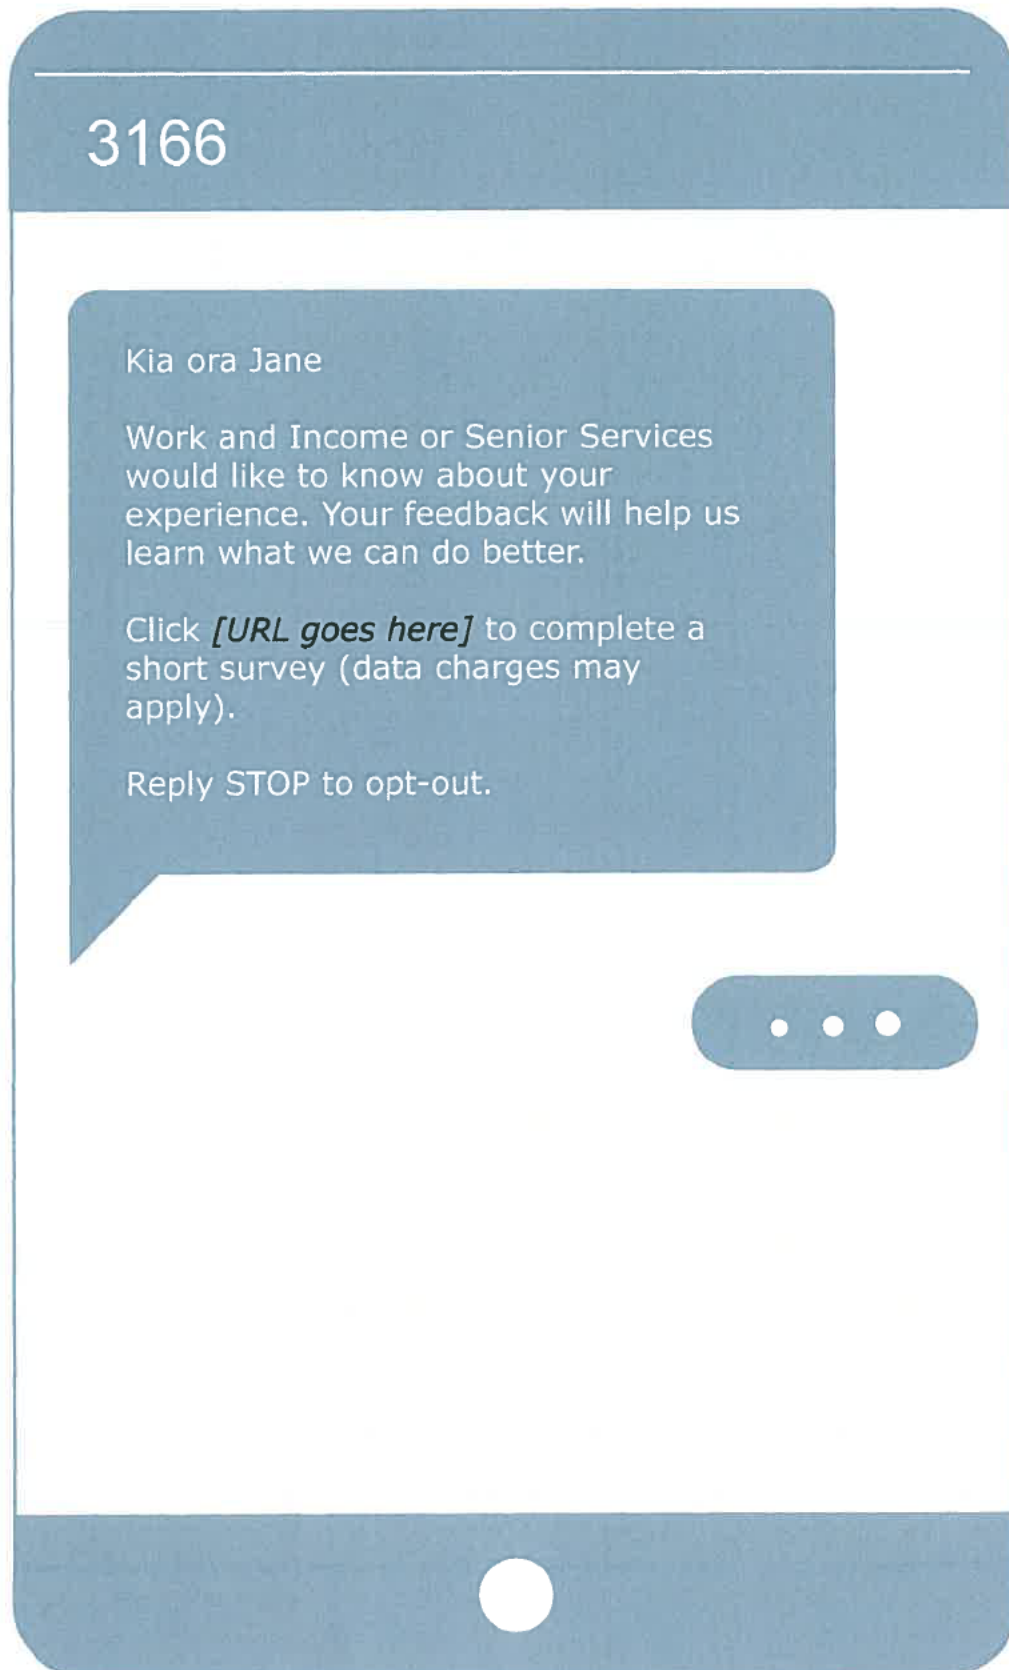 3166
Kia ora Jane
Work and Income or Senior Services
would like to know about your
experience. Your feedback will help us
learn what we can do better.
Click [URL goes here] to complete a
short survey (data charges may
apply).
Reply STOP to opt-out.